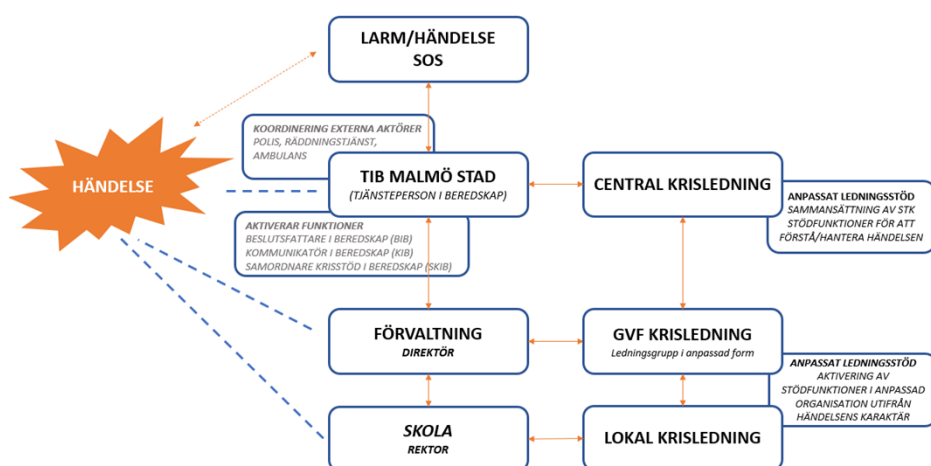 LARM/HÄNDELSE
SOS
KOORDINERING EXTERNA AKTÖRER
POLIS, RÄDDNINGSTJÄNST,
AMBULANS
HÄNDELSE
TIB MALMÖ STAD
(TJÄNSTEPERSON I BEREDSKAP)
CENTRAL KRISLEDNING
ANPASSAT LEDNINGSSTÖD
SAMMANSÄTTNING AV STK
STÖDFUNKTIONER FÖR ATT
FÖRSTÅ/HANTERA HÄNDELSEN
AKTIVERAR FUNKTIONER
BESLUTSFATTARE I BEREDSKAP (BIB)
KOMMUNIKATÖR I BEREDSKAP (KIB)
SAMORDNARE KRISSTÖD I BEREDSKAP (SKIB)
FÖRVALTNING
DIREKTÖR
GVF KRISLEDNING
Ledningsgrupp i anpassad form
ANPASSAT LEDNINGSSTÖD
AKTIVERING AV
STÖDFUNKTIONER I ANPASSAD
ORGANISATION UTIFRÅN
HÄNDELSENS KARAKTÄR
SKOLA
REKTOR
LOKAL KRISLEDNING